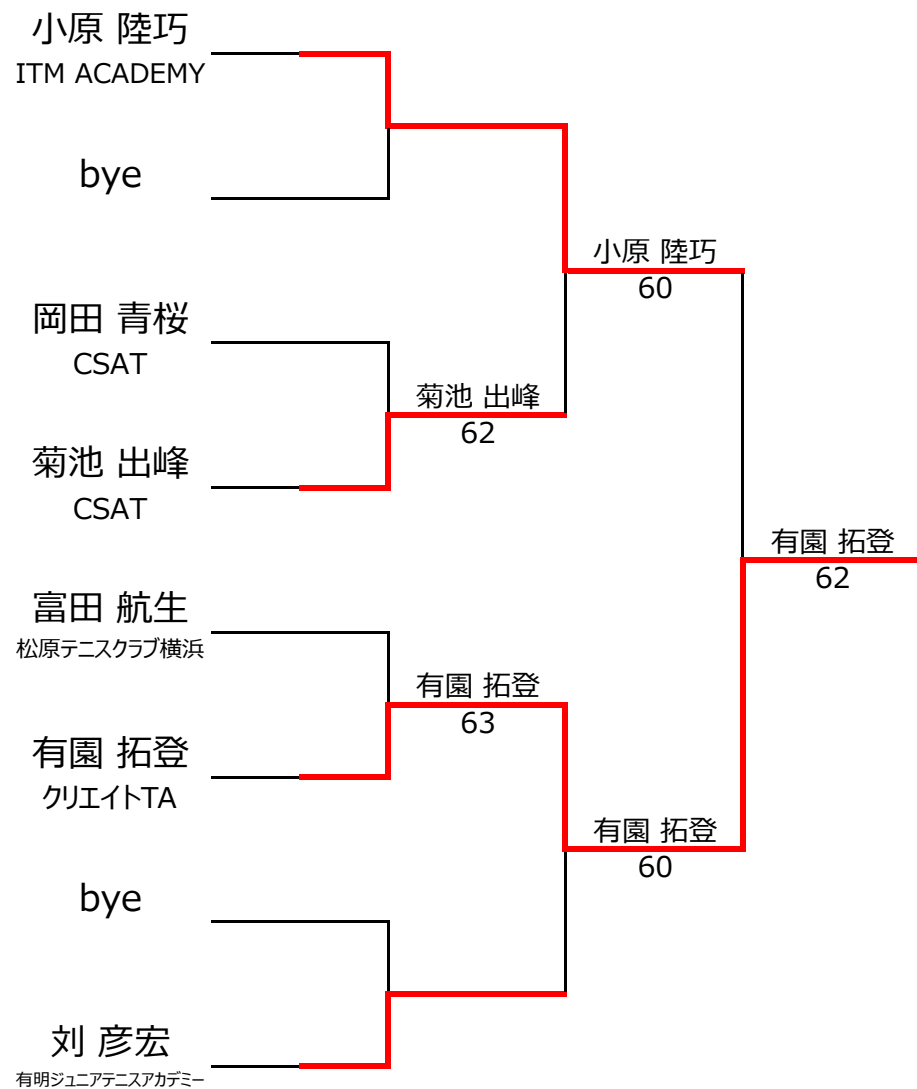 小原 陸巧
ITM ACADEMY
bye
小原 陸巧
60
岡田 青桜
CSAT
菊池 出峰
62
菊池 出峰
CSAT
有園 拓登
62
富田 航生
松原テニスクラブ横浜
有園 拓登
63
有園 拓登
クリエイトTA
有園 拓登
60
bye
刘 彦宏
有明ジュニアテニスアカデミー